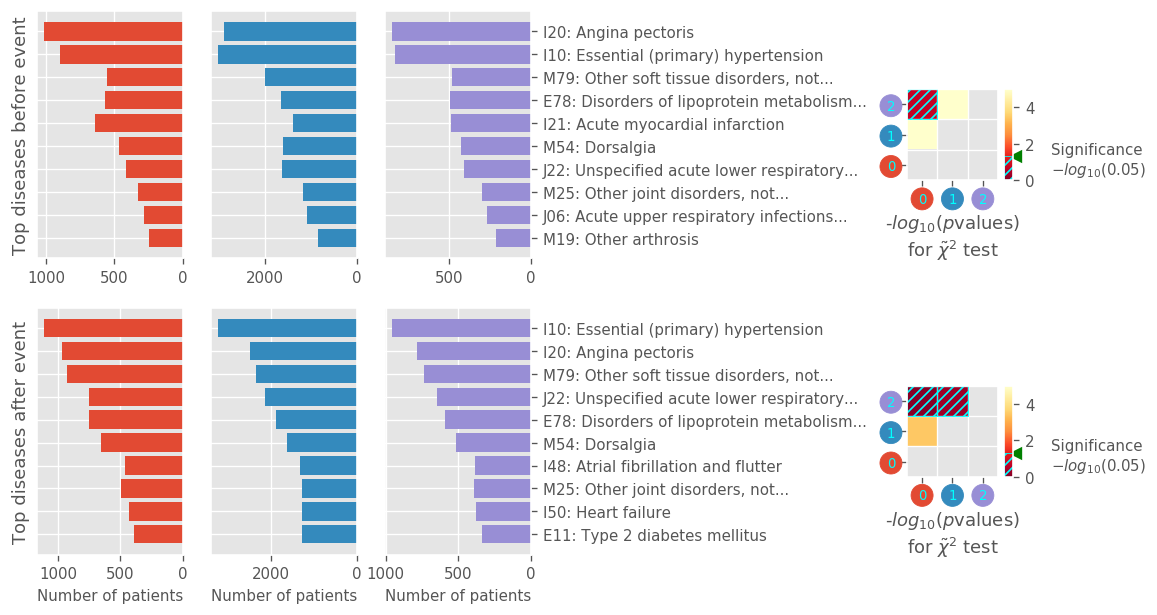 Top diseases before event
I20: Angina pectoris
I10: Essential (primary) hypertension
M79: Other soft tissue disorders, not...
E78: Disorders of lipoprotein metabolism...
I21: Acute myocardial infarction
M54: Dorsalgia
J22: Unspecified acute lower respiratory...
M25: Other joint disorders, not...
J06: Acute upper respiratory infections...
M19: Other arthrosis
1000 500 0
2000 0
500 0
2
1
0
0 1 2
4
2
0
Significance
−log₁₀(0.05)
-log₁₀(pvalues)
for χ̃² test
Top diseases after event
I10: Essential (primary) hypertension
I20: Angina pectoris
M79: Other soft tissue disorders, not...
J22: Unspecified acute lower respiratory...
E78: Disorders of lipoprotein metabolism...
M54: Dorsalgia
I48: Atrial fibrillation and flutter
M25: Other joint disorders, not...
I50: Heart failure
E11: Type 2 diabetes mellitus
1000 500 0
2000 0
1000 500 0
Number of patients
Number of patients
Number of patients
2
1
0
0 1 2
4
2
0
Significance
−log₁₀(0.05)
-log₁₀(pvalues)
for χ̃² test